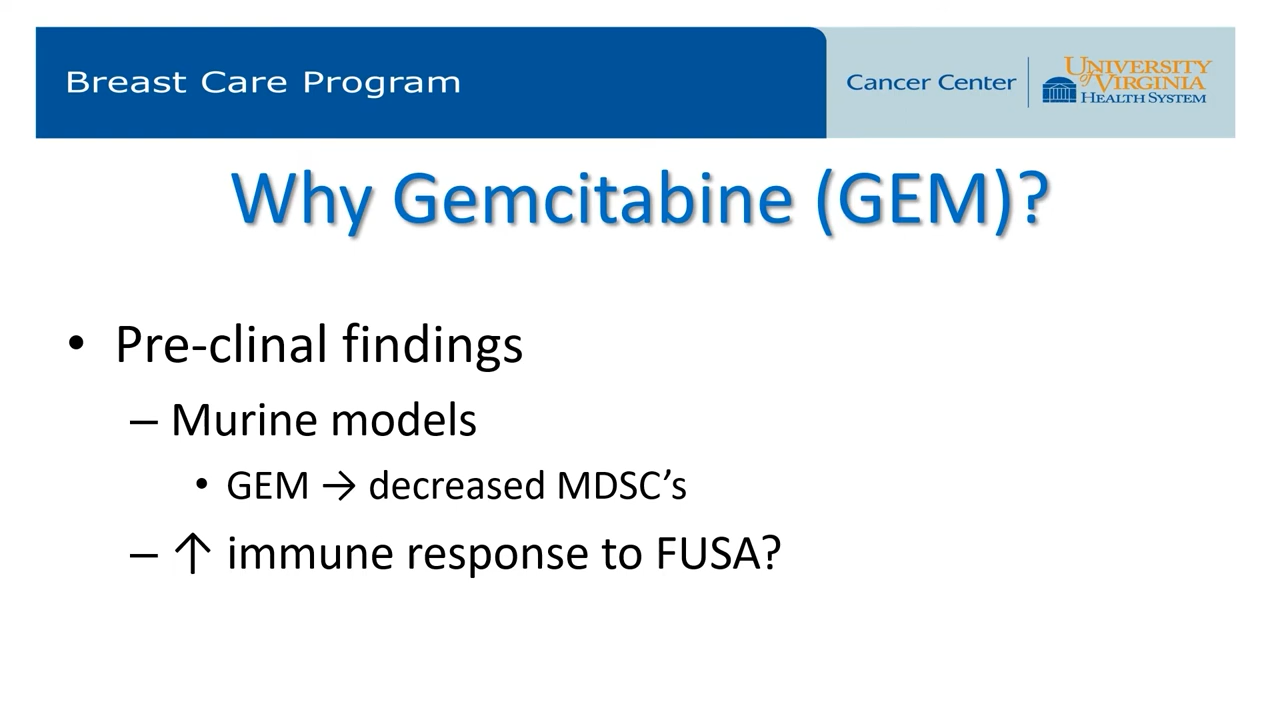 Breast Care Program
Cancer Center
UNIVERSITY
of VIRGINIA
HEALTH SYSTEM
Why Gemcitabine (GEM)?
• Pre-clinal findings
– Murine models
• GEM → decreased MDSC’s
– ↑ immune response to FUSA?